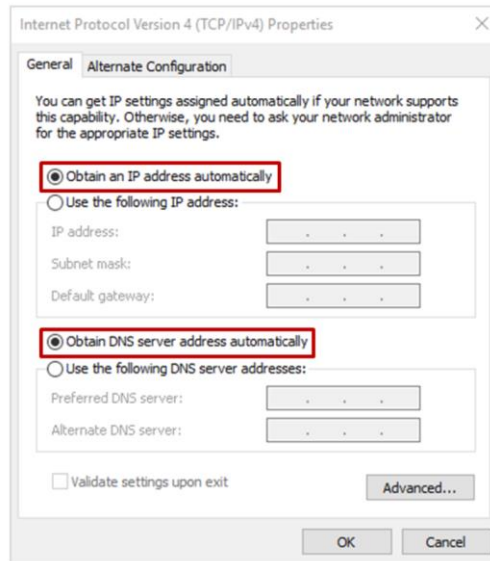 Internet Protocol Version 4 (TCP/IPv4) Properties
General
Alternate Configuration
You can get IP settings assigned automatically if your network supports
this capability. Otherwise, you need to ask your network administrator
for the appropriate IP settings.
Obtain an IP address automatically
Use the following IP address:
IP address:
Subnet mask:
Default gateway:
Obtain DNS server address automatically
Use the following DNS server addresses:
Preferred DNS server:
Alternate DNS server:
Validate settings upon exit
Advanced...
OK
Cancel